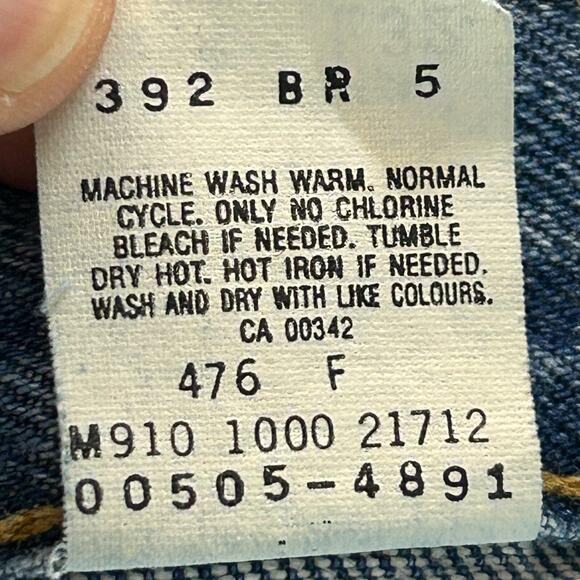 392 BR 5
MACHINE WASH WARM. NORMAL
CYCLE. ONLY NO CHLORINE
BLEACH IF NEEDED. TUMBLE
DRY HOT. HOT IRON IF NEEDED.
WASH AND DRY WITH LIKE COLOURS.
CA 00342
476 F
M910 1000 21712
00505-4891